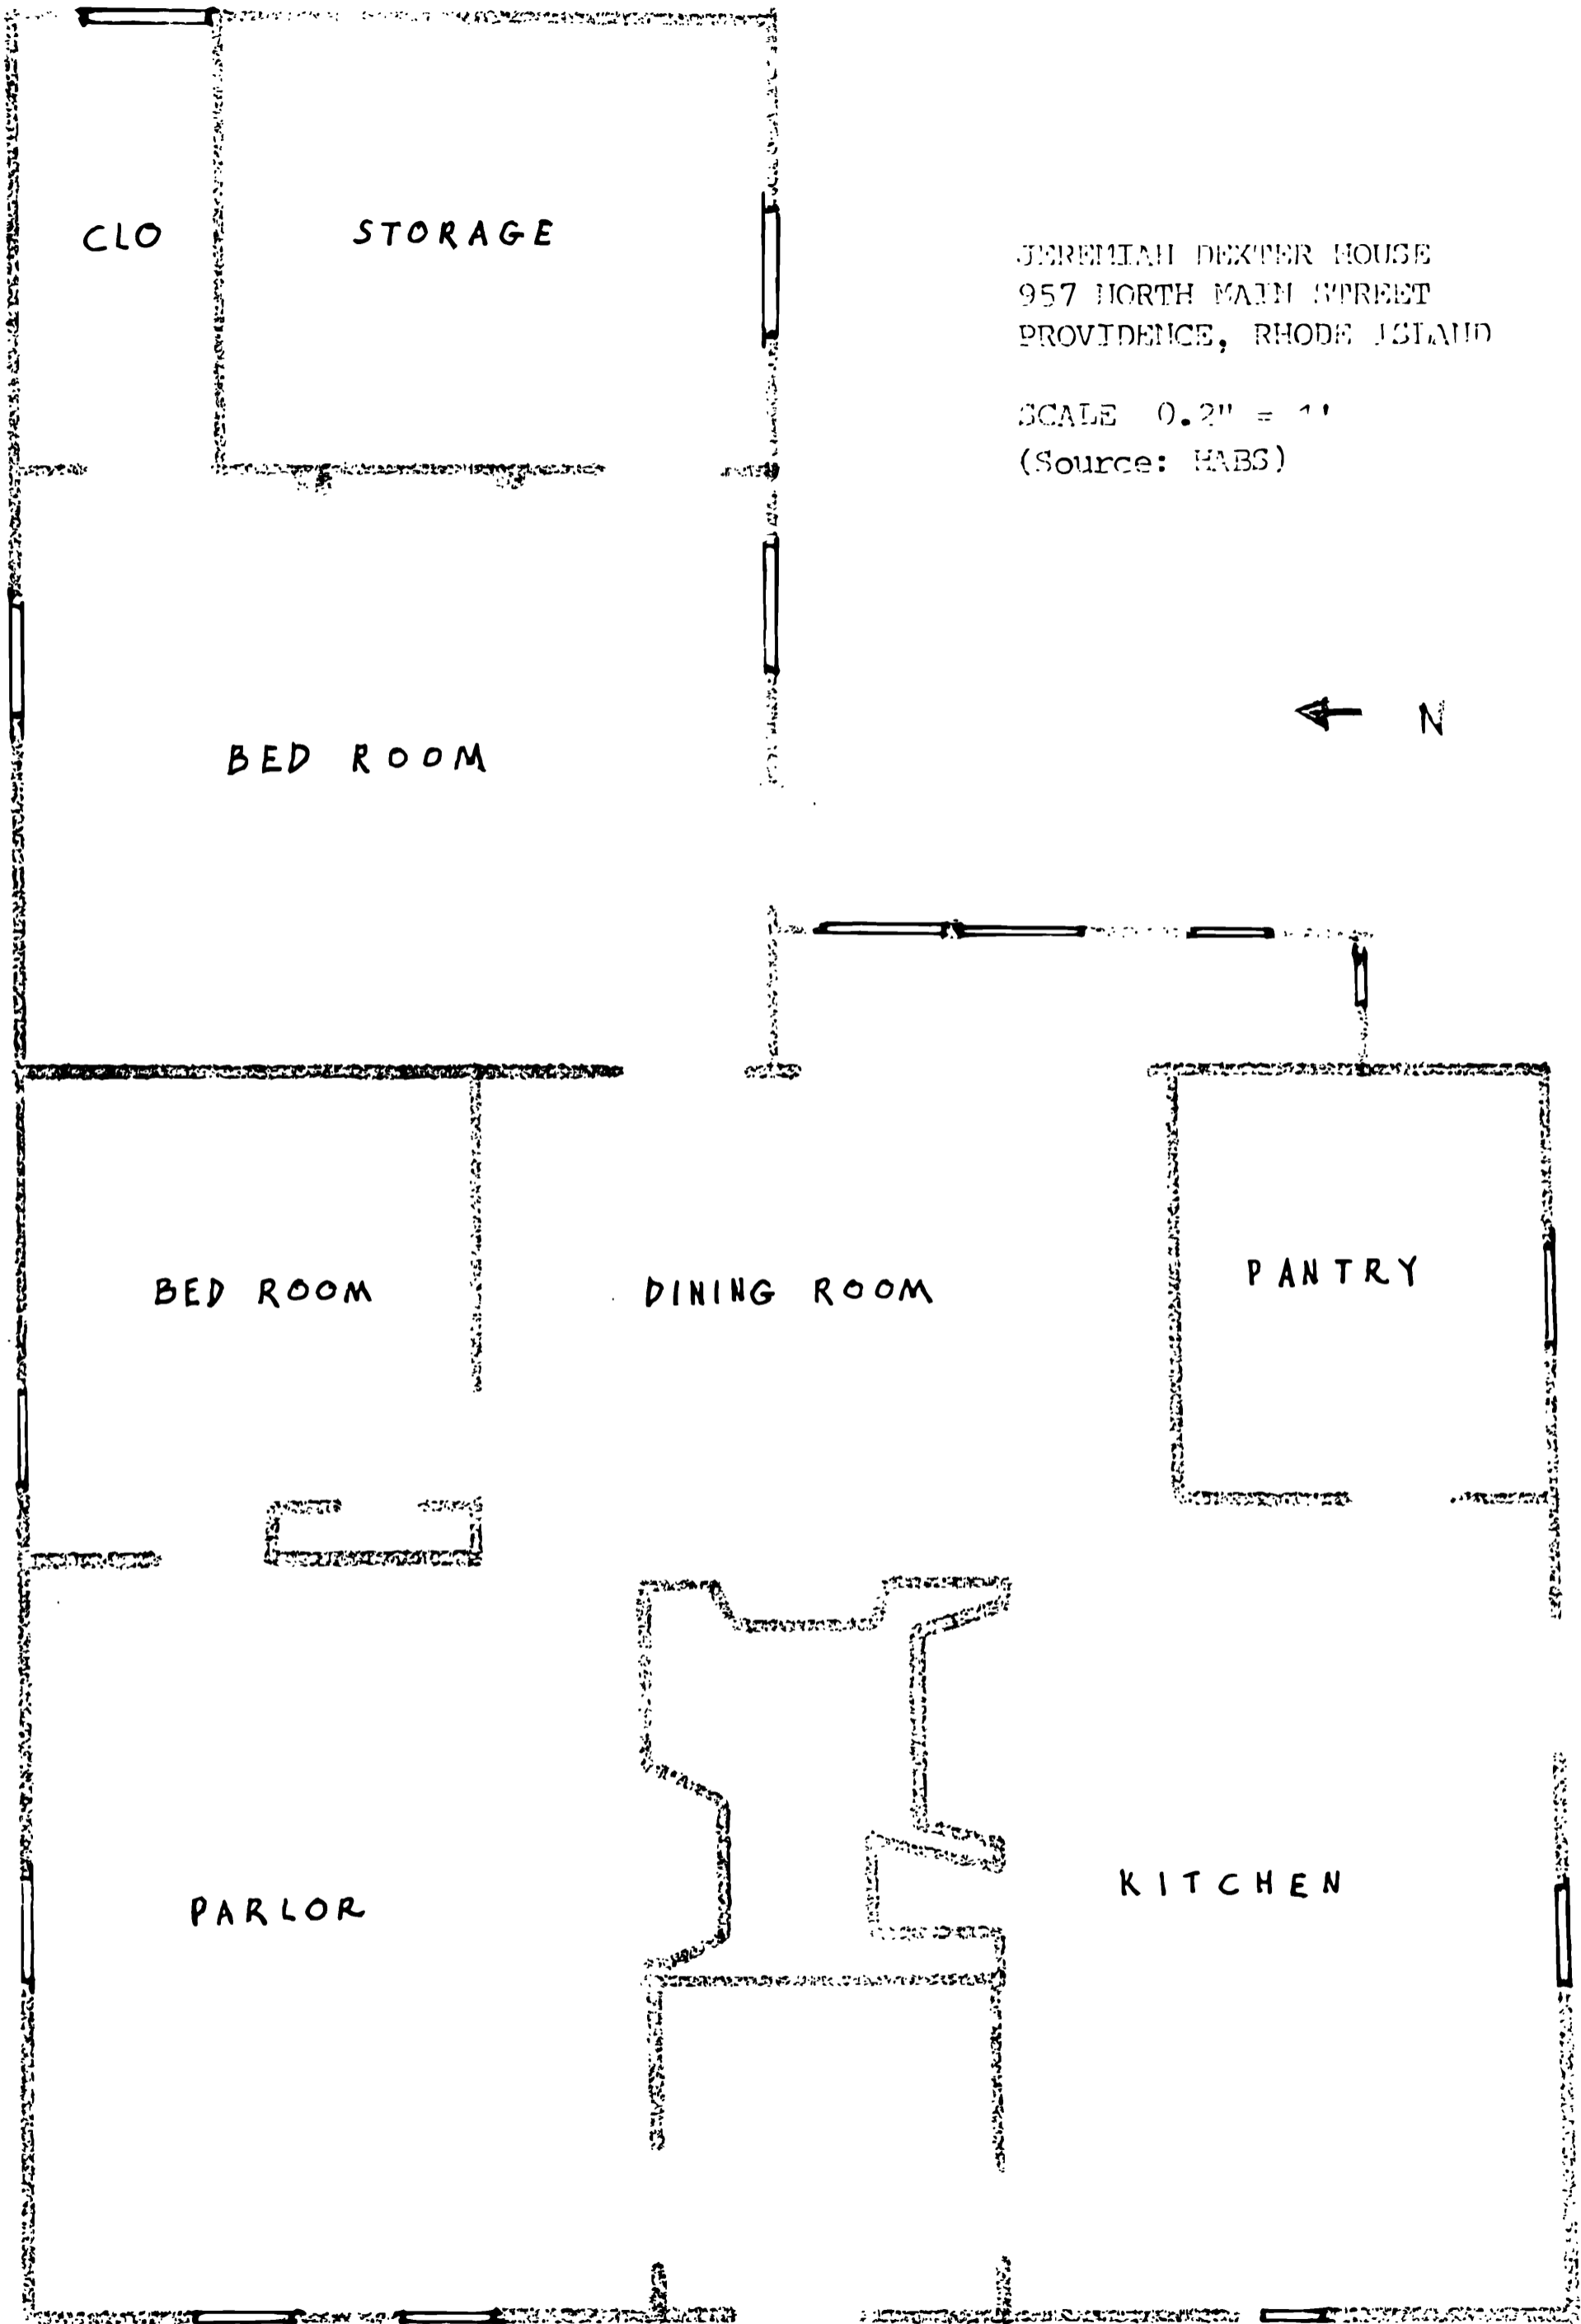 CLO
STORAGE
JEREMIAH DEXTER HOUSE
957 NORTH MAIN STREET
PROVIDENCE, RHODE ISLAND
SCALE 0.2" = 1'
(Source: HABS)
N
BED ROOM
BED ROOM
DINING ROOM
PANTRY
PARLOR
KITCHEN